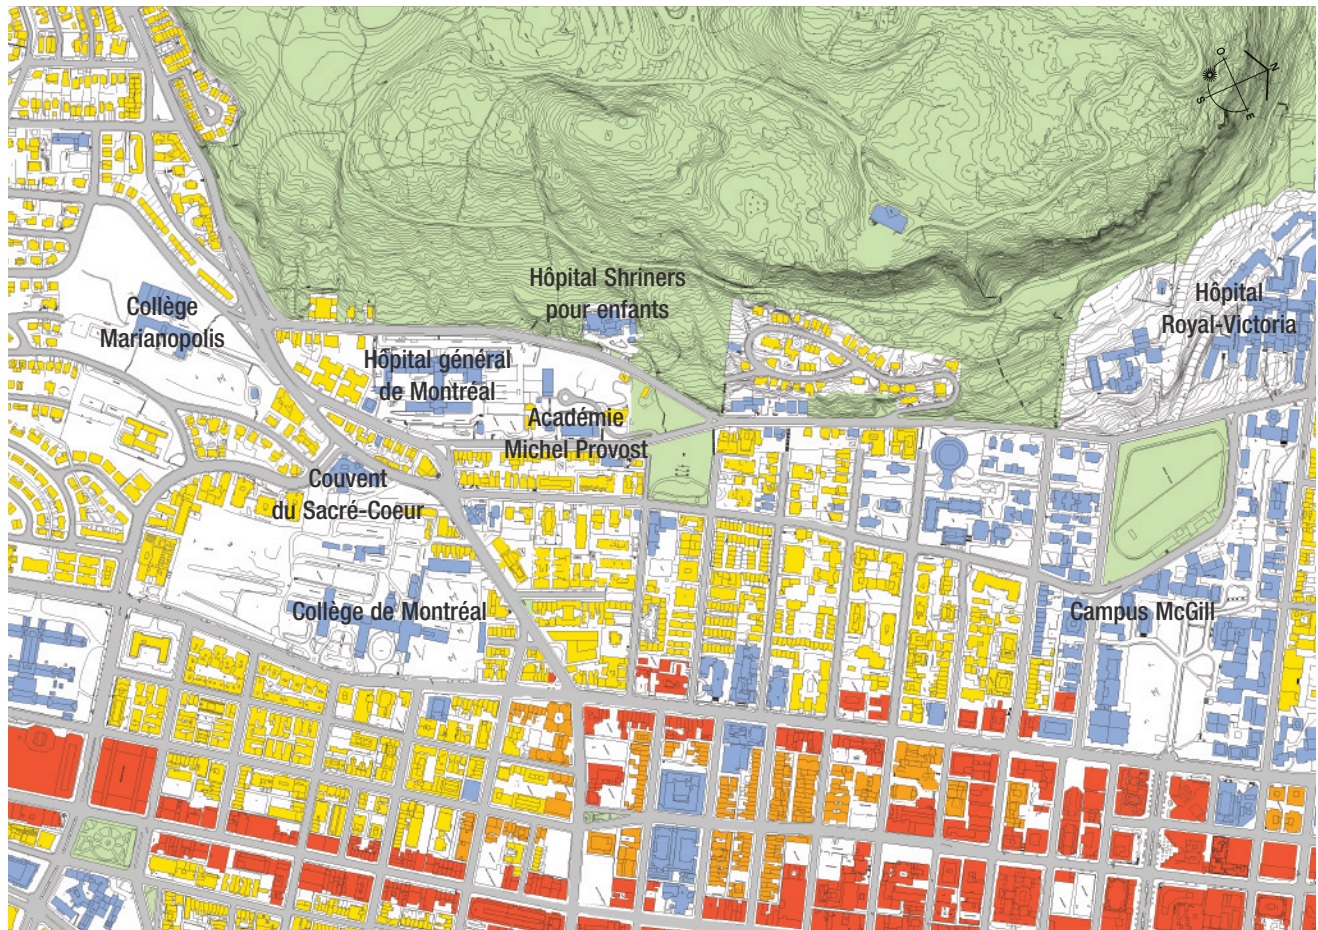 O
N
S
E
Hôpital Shriners
pour enfants
Collège
Marianopolis
Hôpital
Royal-Victoria
Hôpital général
de Montréal
Académie
Michel Provost
Couvent
du Sacré-Coeur
Collège de Montréal
Campus McGill